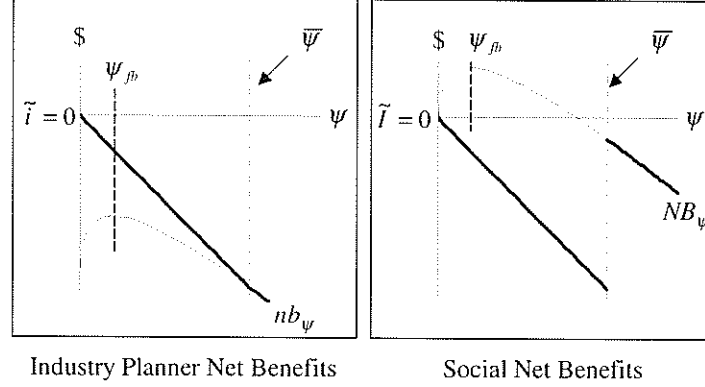 $
ψ_fb
ψ̅
ĩ = 0
ψ
nb_ψ
Industry Planner Net Benefits
$
ψ_fb
ψ̅
Ĩ = 0
ψ
NB_ψ
Social Net Benefits